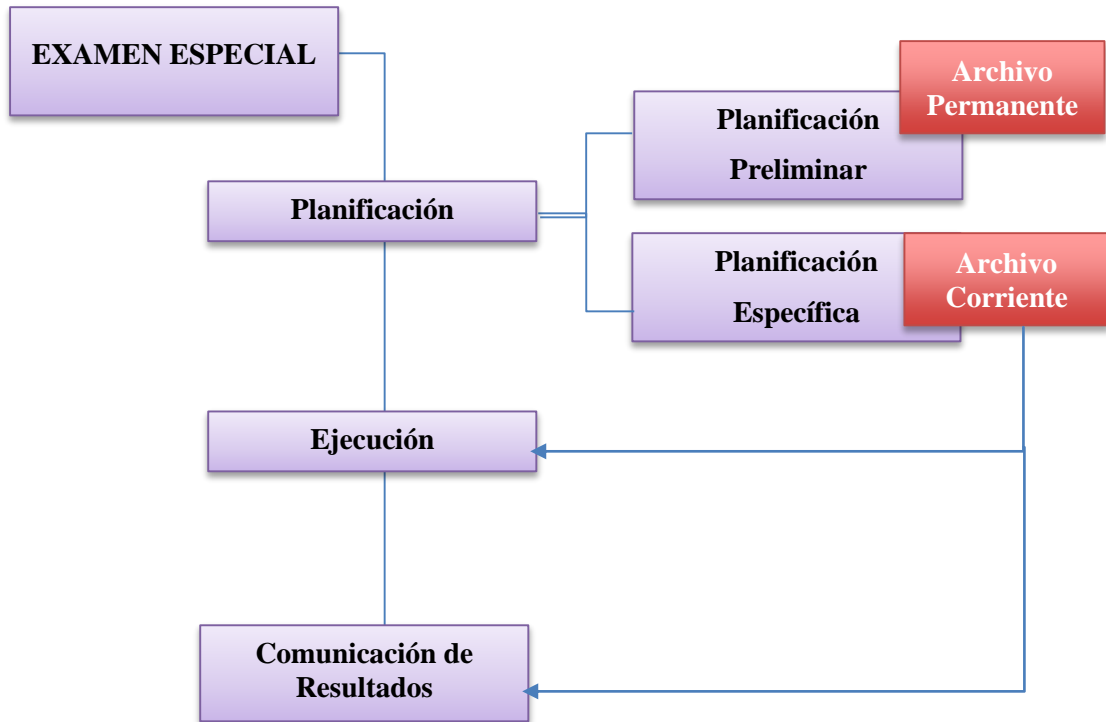 EXAMEN ESPECIAL
Archivo
Permanente
Planificación
Preliminar
Planificación
Planificación
Específica
Archivo
Corriente
Ejecución
Comunicación de
Resultados